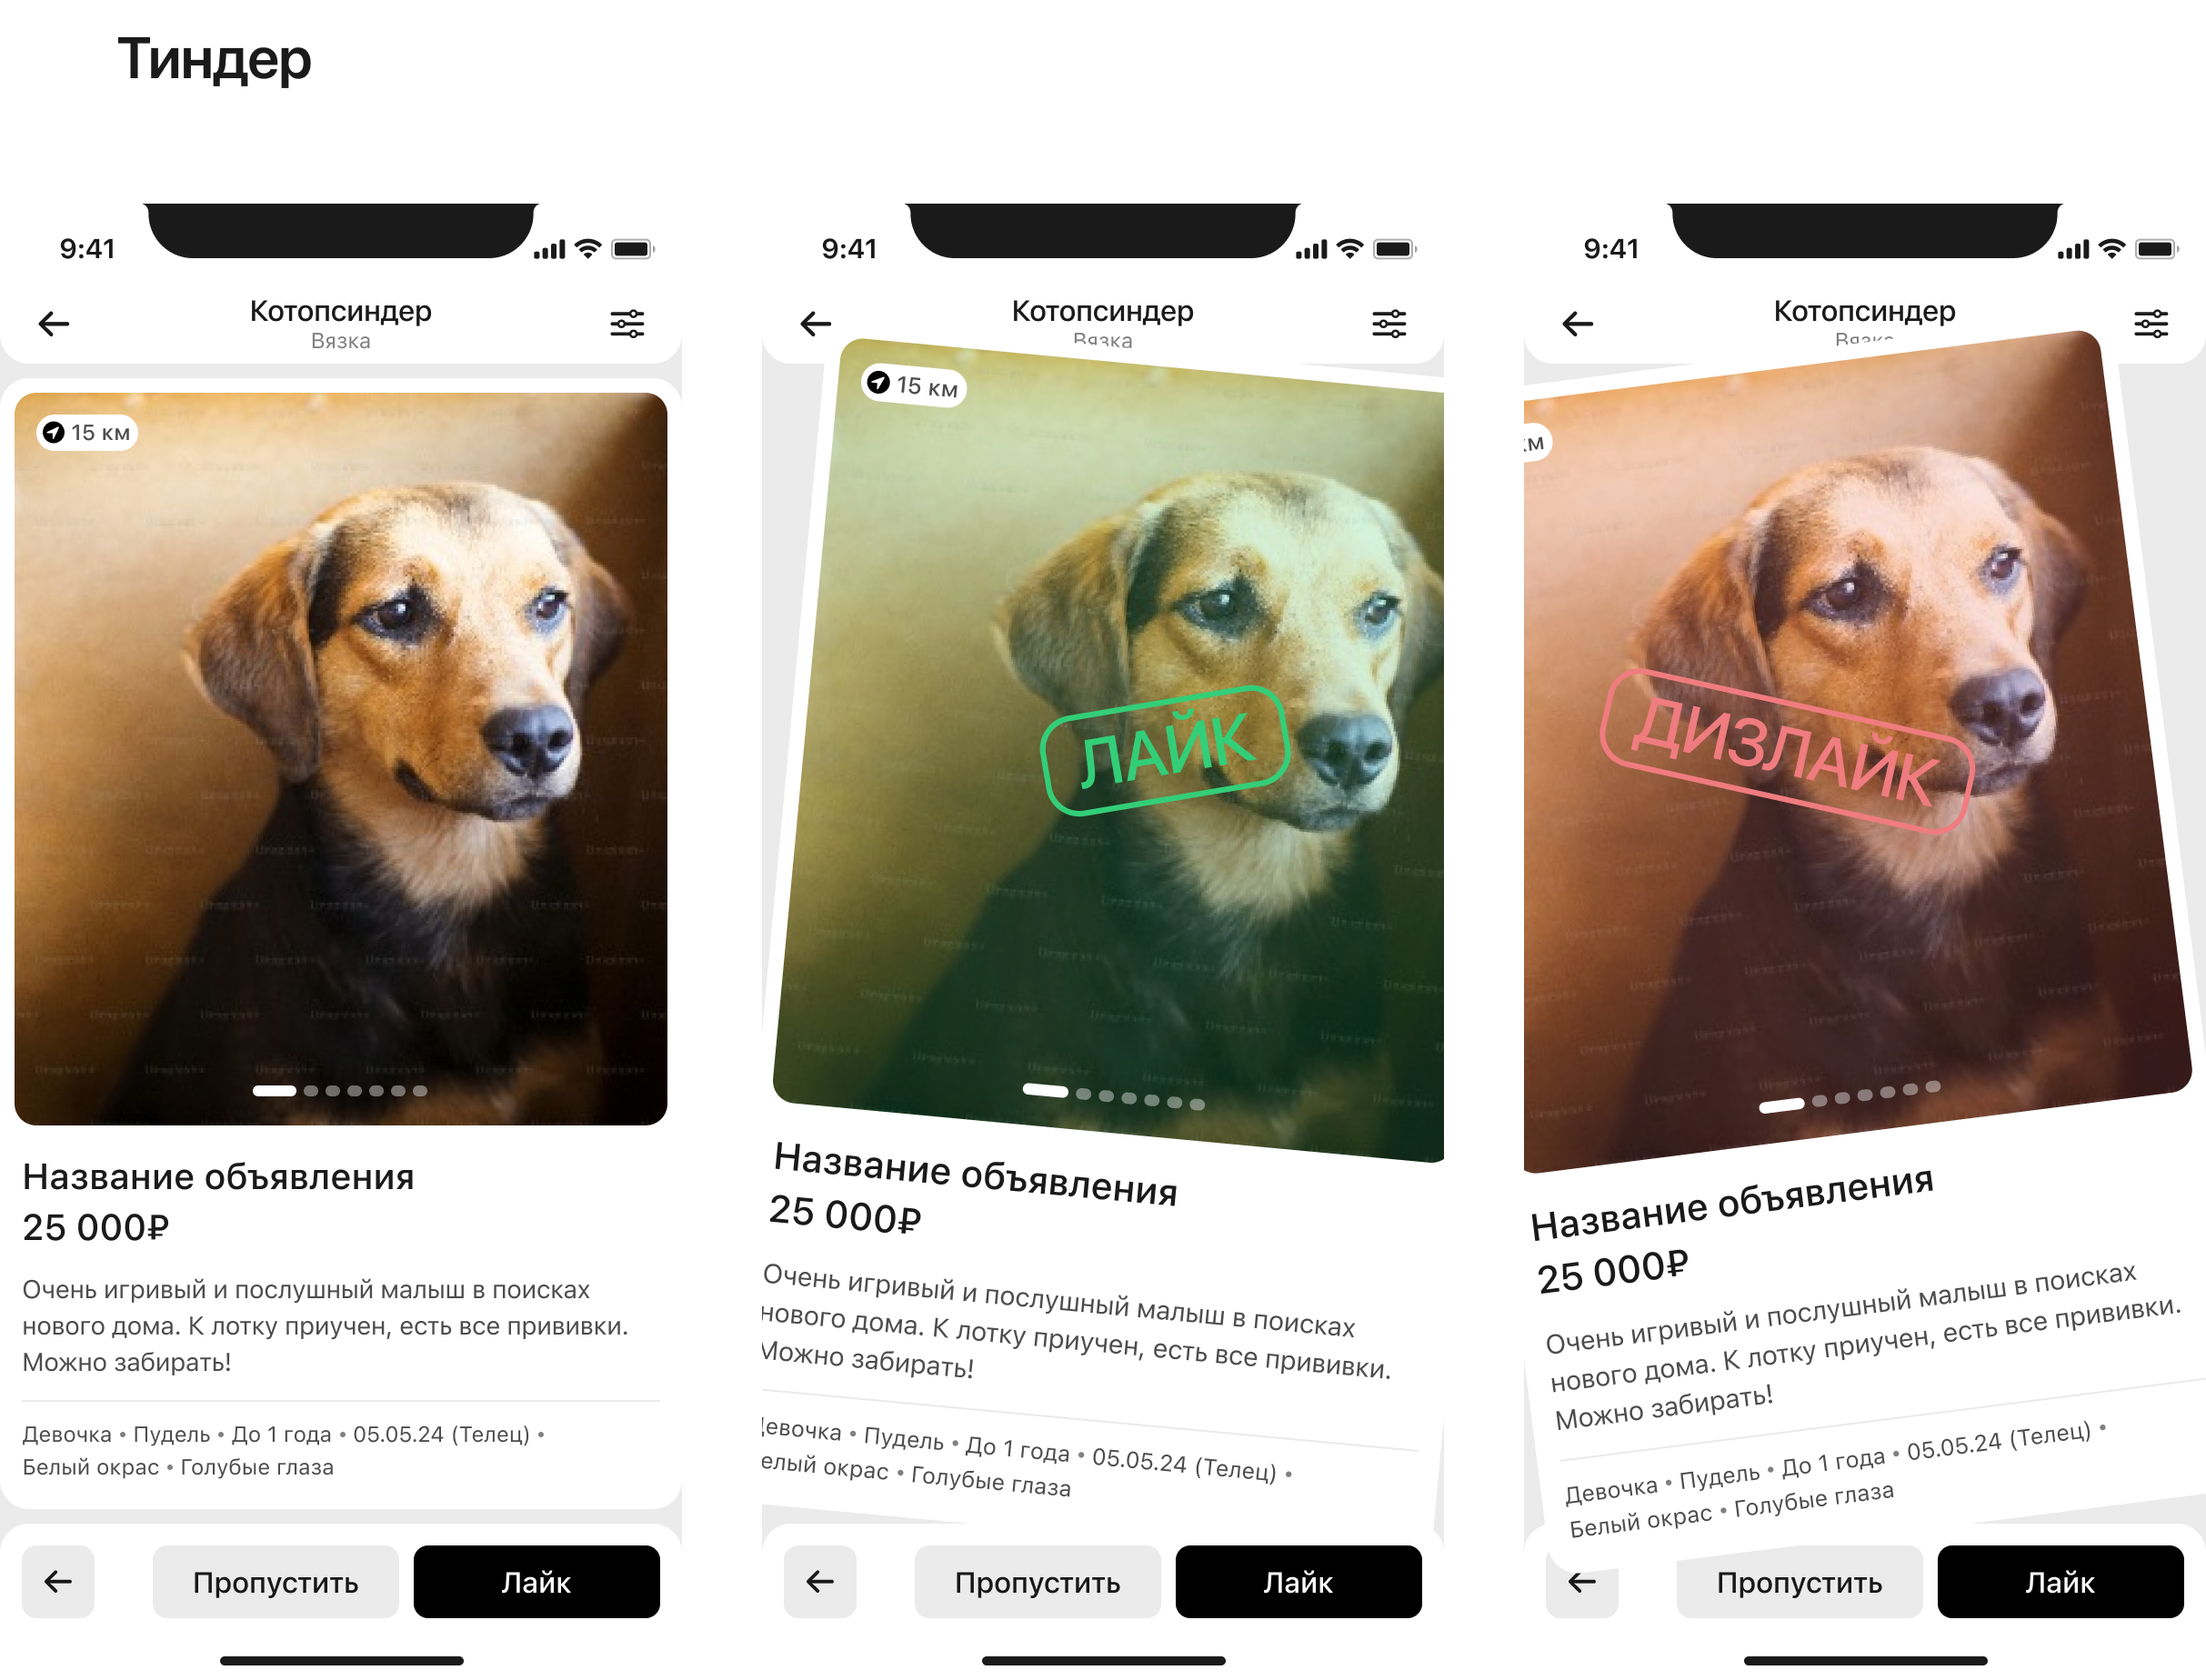 Тиндер
9:41
Котопсиндер
Вязка
15 км
Название объявления
25 000₽
Очень игривый и послушный малыш в поисках
нового дома. К лотку приучен, есть все прививки.
Можно забирать!
Девочка • Пудель • До 1 года • 05.05.24 (Телец) •
Белый окрас • Голубые глаза
Пропустить
Лайк
9:41
Котопсиндер
Вязка
15 км
ЛАЙК
Название объявления
25 000₽
Очень игривый и послушный малыш в поисках
нового дома. К лотку приучен, есть все прививки.
Можно забирать!
Девочка • Пудель • До 1 года • 05.05.24 (Телец) •
Белый окрас • Голубые глаза
Пропустить
Лайк
9:41
Котопсиндер
Вязка
км
ДИЗЛАЙК
Название объявления
25 000₽
Очень игривый и послушный малыш в поисках
нового дома. К лотку приучен, есть все прививки.
Можно забирать!
Девочка • Пудель • До 1 года • 05.05.24 (Телец) •
Белый окрас • Голубые глаза
Пропустить
Лайк